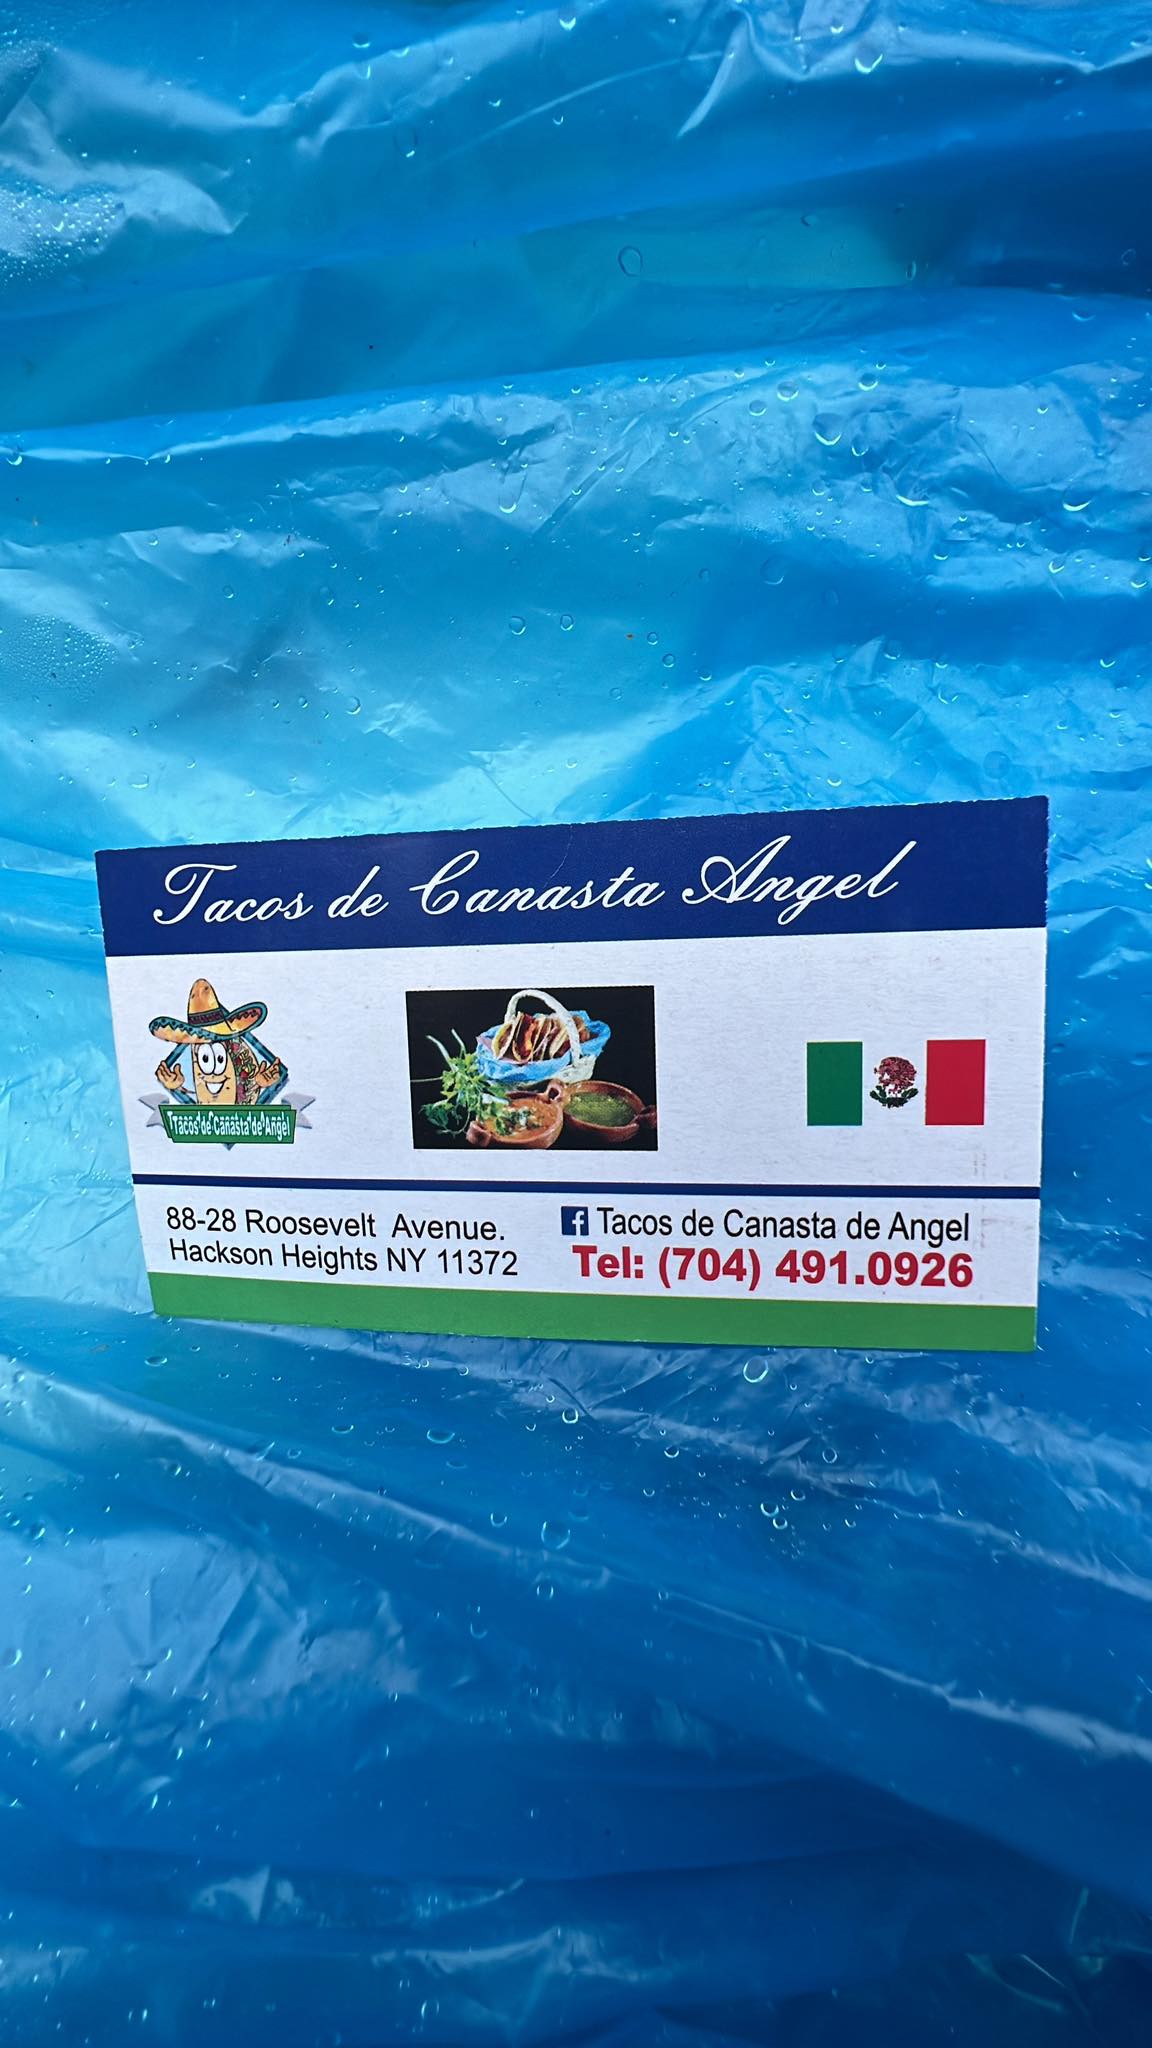 Tacos de Canasta Angel
Tacos de Canasta de Angel
88-28 Roosevelt Avenue.
Hackson Heights NY 11372
Tacos de Canasta de Angel
Tel: (704) 491.0926